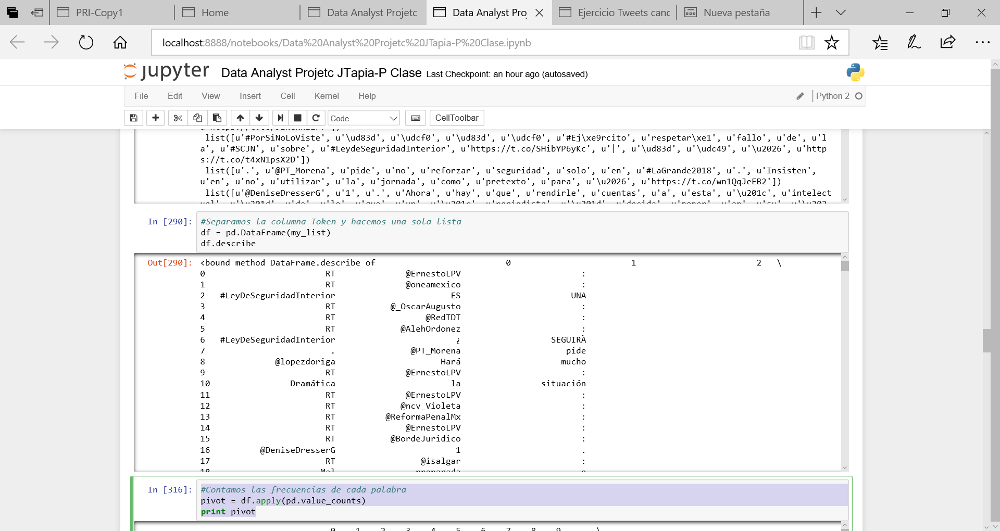 PRI-Copy1 Home Data Analyst Projetc Data Analyst Pro Ejercicio Tweets canc Nueva pestaña
localhost:8888/notebooks/Data%20Analyst%20Projetc%20JTapia-P%20Clase.ipynb
jupyter Data Analyst Projetc JTapia-P Clase Last Checkpoint: an hour ago (autosaved)
File Edit View Insert Cell Kernel Help Python 2
Code CellToolbar
list([u'#PorSiNoLoViste', u'\ud83d', u'\udcf0', u'\ud83d', u'\udcf0', u'#Ej\xe9rcito', u'respetar\xe1', u'fallo', u'de', u'l
a', u'#SCJN', u'sobre', u'#LeydeSeguridadInterior', u'https://t.co/SHibYP6yKc', u'|', u'\ud83d', u'\udc49', u'\u2026', u'http
s://t.co/t4xN1psX2D'])
list([u'.', u'@PT_Morena', u'pide', u'no', u'reforzar', u'seguridad', u'solo', u'en', u'#LaGrande2018', u'.', u'Insisten',
u'en', u'no', u'utilizar', u'la', u'jornada', u'como', u'pretexto', u'para', u'\u2026', u'https://t.co/wn1QqJeEB2'])
list([u'@DeniseDresserG', u'1', u'.', u'Ahora', u'hay', u'que', u'rendirle', u'cuentas', u'a', u'esta', u'\u201c', u'intelect
In [290]: #Separamos la columna Token y hacemos una sola lista
df = pd.DataFrame(my_list)
df.describe
Out[290]: <bound method DataFrame.describe of 0 1 2 \
0 RT @ErnestoLPV :
1 RT @oneamexico :
2 #LeyDeSeguridadInterior ES UNA
3 RT @_OscarAugusto :
4 RT @RedTDT :
5 RT @AlehOrdonez :
6 #LeyDeSeguridadInterior ¿ SEGUIRÀ
7 . @PT_Morena pide
8 @lopezdoriga Hará mucho
9 RT @ErnestoLPV :
10 Dramática la situación
11 RT @ErnestoLPV :
12 RT @ncv_Violeta :
13 RT @ReformaPenalMx :
14 RT @ErnestoLPV :
15 RT @BordeJuridico :
16 @DeniseDresserG 1 .
17 RT @isalgar :
In [316]: #Contamos las frecuencias de cada palabra
pivot = df.apply(pd.value_counts)
print pivot
0 1 2 3 4 5 6 7 8 9 \